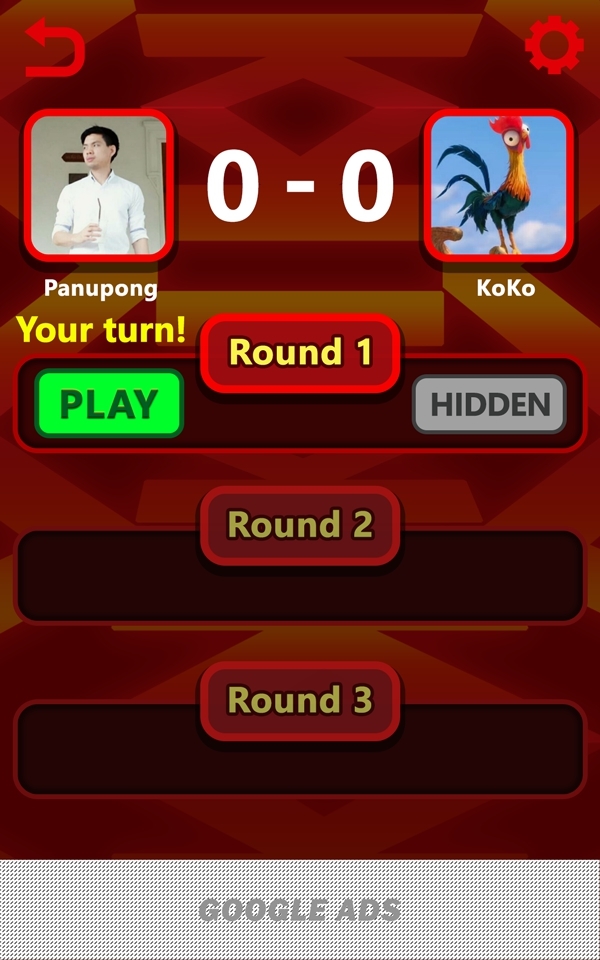 0 - 0
Panupong
KoKo
Your turn!
Round 1
PLAY
HIDDEN
Round 2
Round 3
GOOGLE ADS